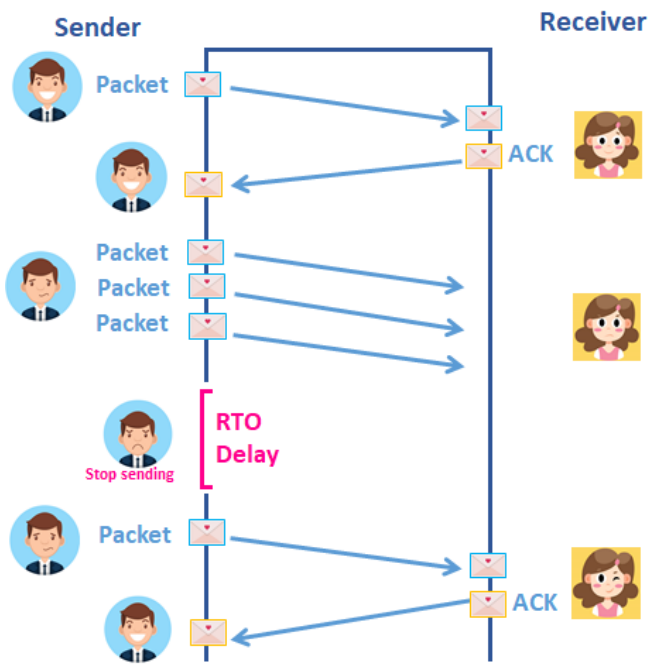 Sender
Receiver
Packet
ACK
Packet
Packet
Packet
RTO
Delay
Stop sending
Packet
ACK